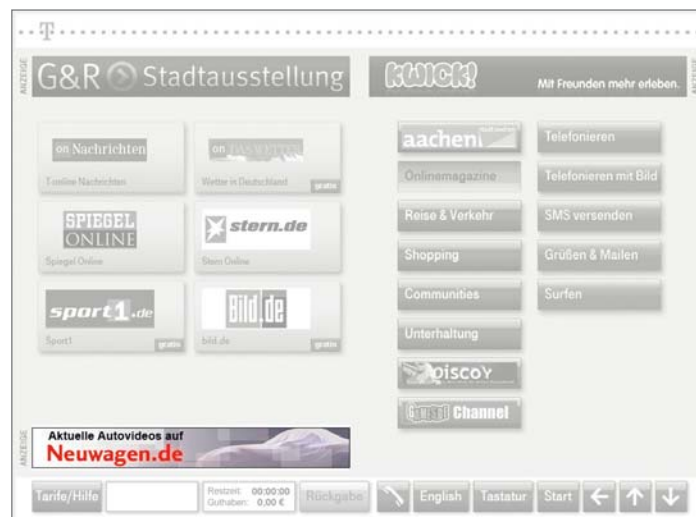 T
ANZEIGE
G&R Stadtausstellung
KWICK!
Mit Freunden mehr erleben.
ANZEIGE
on Nachrichten
T-online Nachrichten
on DAS WETTER
Wetter in Deutschland
gratis
SPIEGEL
ONLINE
Spiegel Online
stern.de
Stern Online
sport1.de
Sport1
gratis
Bild.de
bild.de
gratis
aachen
Onlinemagazine
Reise & Verkehr
Shopping
Communities
Unterhaltung
Channel
Telefonieren
Telefonieren mit Bild
SMS versenden
Grüßen & Mailen
Surfen
ANZEIGE
Aktuelle Autovideos auf
Neuwagen.de
Tarife/Hilfe
Restzeit: 00:00:00
Guthaben: 0,00 €
Rückgabe
English
Tastatur
Start